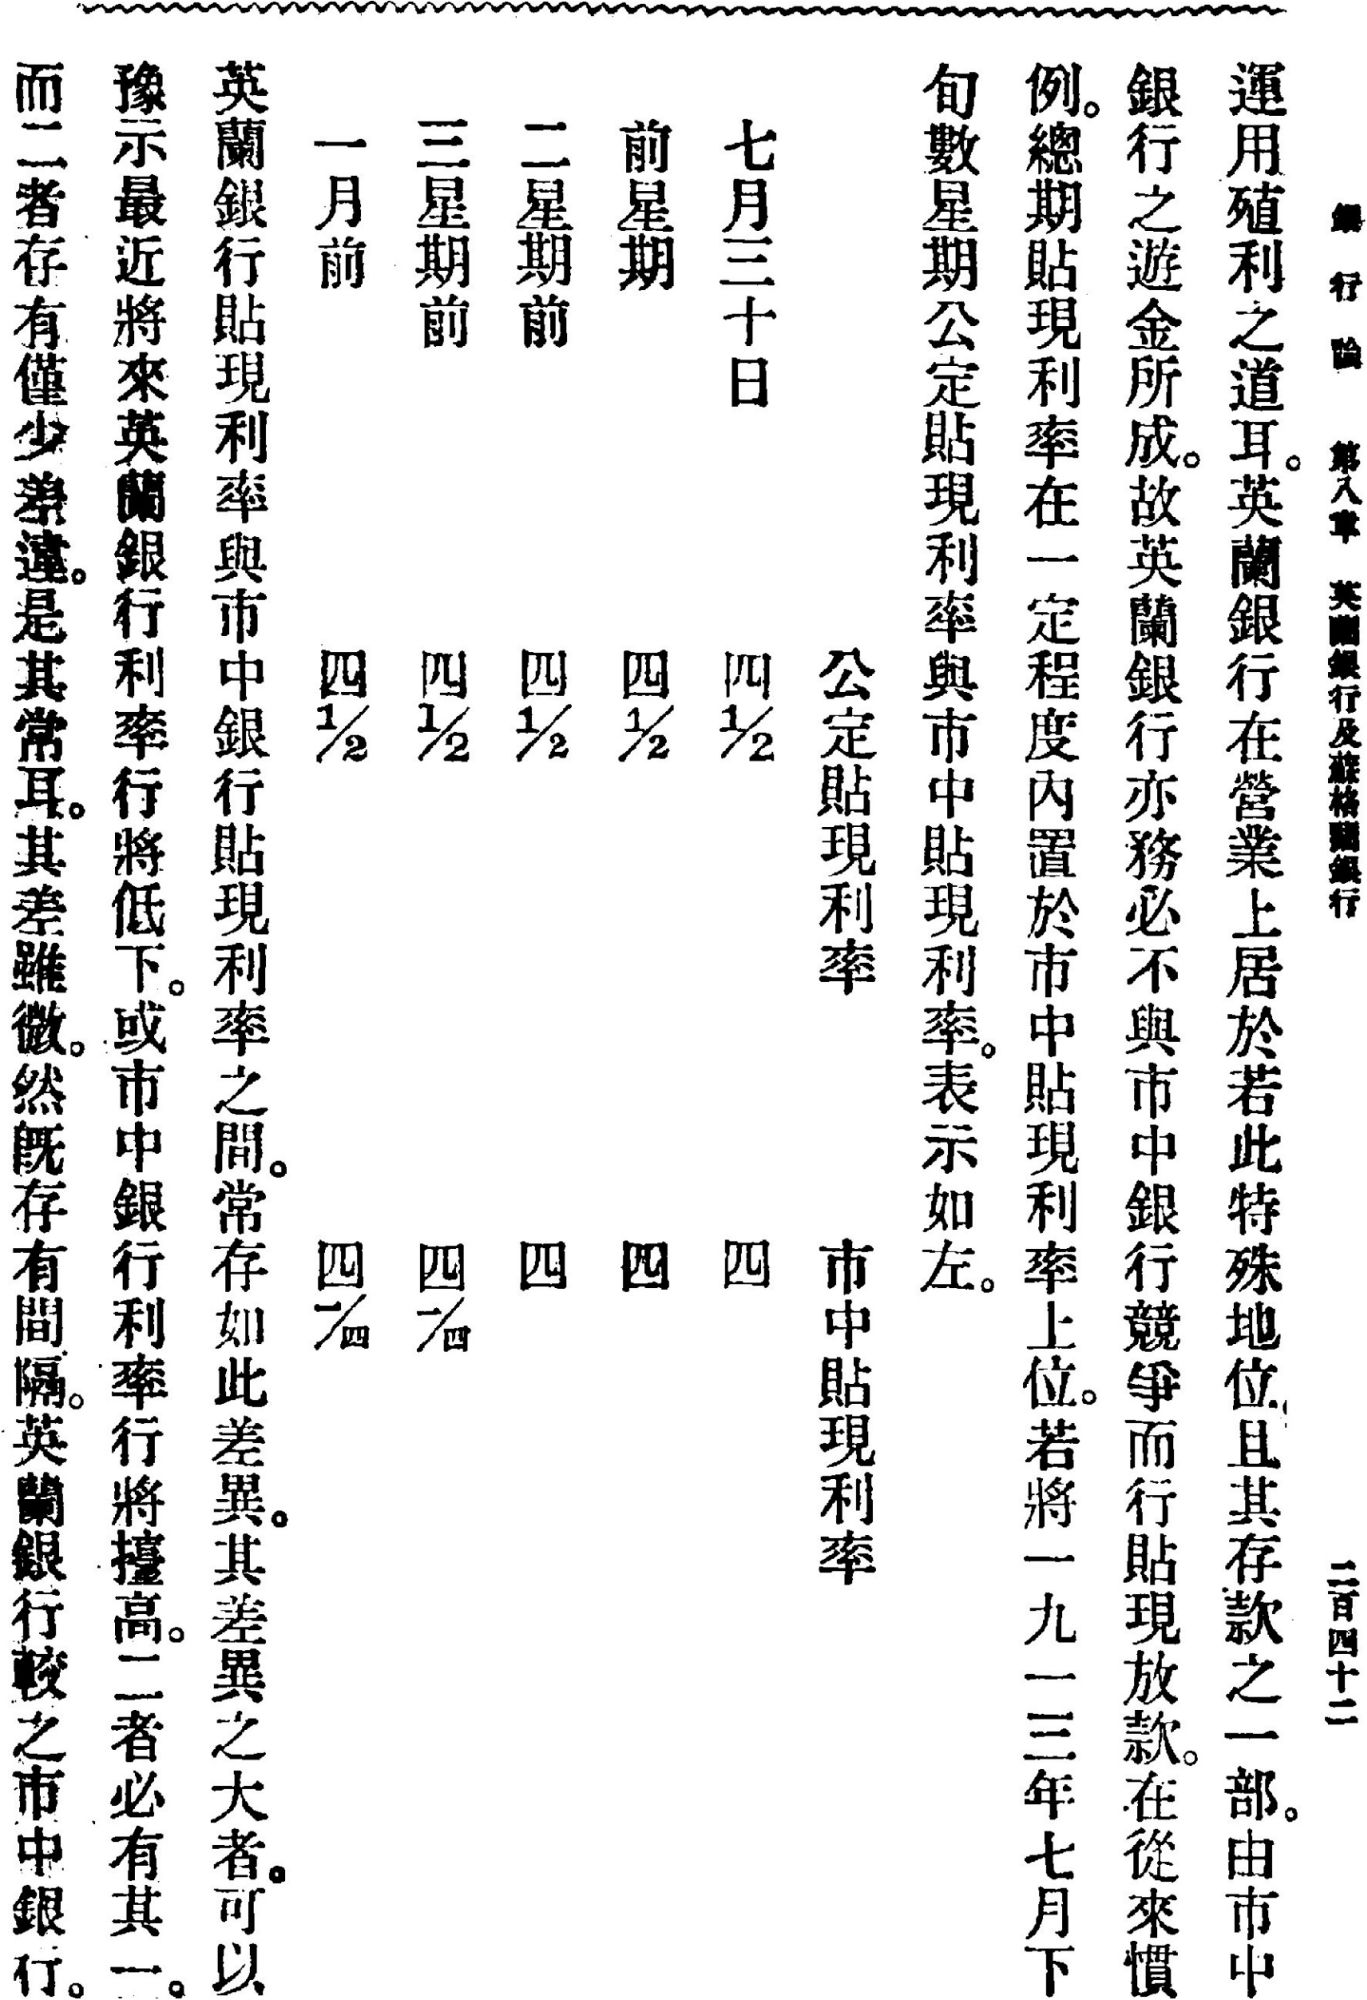 銀行論　第八章　英蘭銀行及蘇格蘭銀行　二百四十二
運用殖利之道耳。英蘭銀行在營業上居於若此特殊地位。且其存款之一部。由市中
銀行之遊金所成。故英蘭銀行亦務必不與市中銀行競爭而行貼現放款。在從來慣
例。總期貼現利率在一定程度內置於市中貼現利率上位。若將一九一三年七月下
旬數星期公定貼現利率與市中貼現利率。表示如左。
公定貼現利率　市中貼現利率
七月三十日　四1/2　四
前星期　四1/2　四
二星期前　四1/2　四
三星期前　四1/2　四一/四
一月前　四1/2　四一/四
英蘭銀行貼現利率與市中銀行貼現利率之間。常存如此差異。其差異之大者。可以
豫示最近將來英蘭銀行利率行將低下。或市中銀行利率行將擡高。二者必有其一。
而二者存有僅少差違。是其常耳。其差雖微。然既存有間隔。英蘭銀行較之市中銀行。